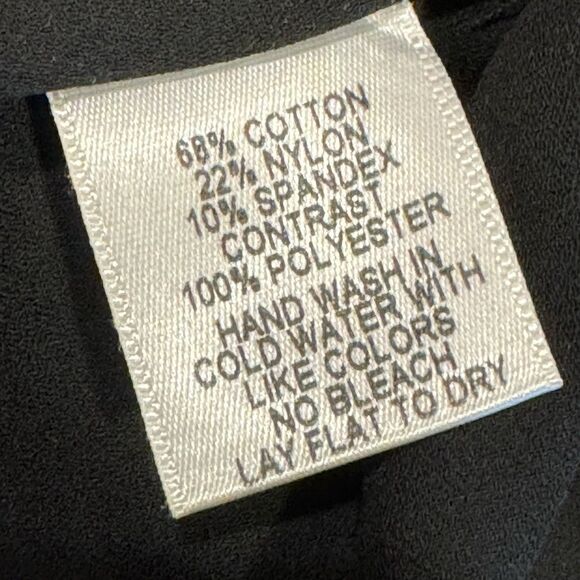 68% COTTON
22% NYLON
10% SPANDEX
CONTRAST
100% POLYESTER
HAND WASH IN
COLD WATER WITH
LIKE COLORS
NO BLEACH
LAY FLAT TO DRY